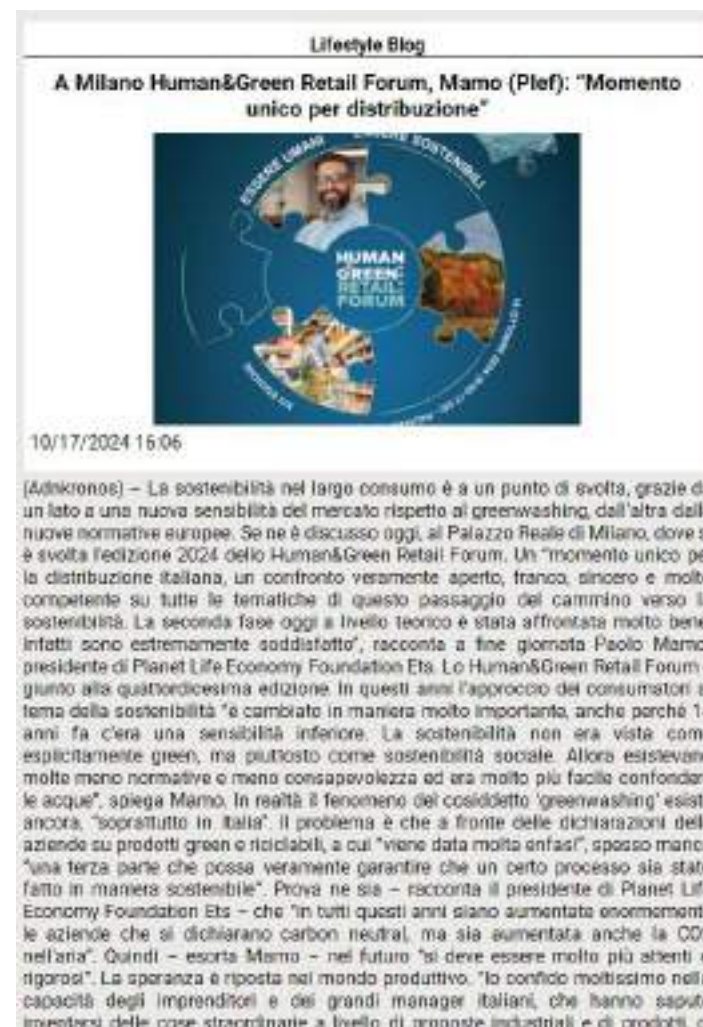 Lifestyle Blog
A Milano Human&Green Retail Forum, Mamo (Plef): “Momento
unico per distribuzione”
ESSERE UMANI
ESSERE SOSTENIBILI
HUMAN
GREEN
RETAIL
FORUM
XIV EDIZIONE
10/17/2024 16:06
(Adnkronos) – La sostenibilità nel largo consumo è a un punto di svolta, grazie d
un lato a una nuova sensibilità del mercato rispetto al greenwashing, dall’altra dall
nuove normative europee. Se ne è discusso oggi, al Palazzo Reale di Milano, dove s
è svolta l’edizione 2024 dello Human&Green Retail Forum. Un “momento unico pe
la distribuzione italiana, un confronto veramente aperto, franco, sincero e molt
competente su tutte le tematiche di questo passaggio del cammino verso l
sostenibilità. La seconda fase oggi a livello teorico è stata affrontata molto bene
infatti sono estremamente soddisfatto”, racconta a fine giornata Paolo Mamo
presidente di Planet Life Economy Foundation Ets. Lo Human&Green Retail Forum
giunto alla quattordicesima edizione. In questi anni l’approccio dei consumatori a
tema della sostenibilità “è cambiato in maniera molto importante, anche perché 1
anni fa c’era una sensibilità inferiore. La sostenibilità non era vista com
esplicitamente green, ma piuttosto come sostenibilità sociale. Allora esistevan
molte meno normative e meno consapevolezza ed era molto più facile confonder
le acque”, spiega Mamo. In realtà il fenomeno del cosiddetto ‘greenwashing’ esist
ancora, “soprattutto in Italia”. Il problema è che a fronte delle dichiarazioni dell
aziende su prodotti green e riciclabili, a cui “viene data molta enfasi”, spesso manc
“una terza parte che possa veramente garantire che un certo processo sia stat
fatto in maniera sostenibile”. Prova ne sia – racconta il presidente di Planet Lif
Economy Foundation Ets – che “in tutti questi anni siano aumentate enormement
le aziende che si dichiarano carbon neutral, ma sia aumentata anche la CO
nell’aria”. Quindi – esorta Mamo – nel futuro “si deve essere molto più attenti e
rigorosi”. La speranza è riposta nel mondo produttivo. “Io confido moltissimo nell
capacità degli imprenditori e dei grandi manager italiani, che hanno saput
inventarsi delle cose straordinarie a livello di proposte industriali e di prodotti,